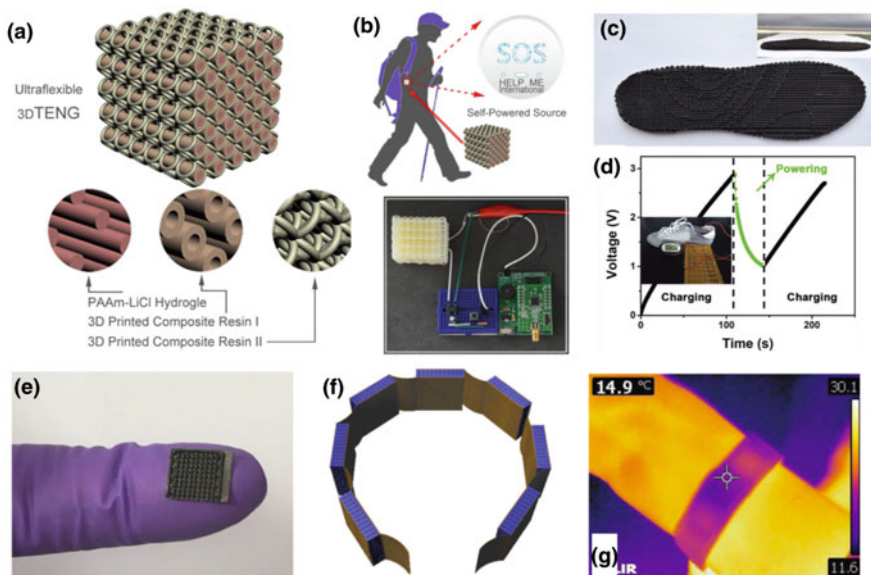 (a)
Ultraflexible
3DTENG
PAAm-LiCl Hydrogle
3D Printed Composite Resin I
3D Printed Composite Resin II
(b)
SOS
HELP ME
international
Self-Powered
Source
(c)
(d)
Voltage (V)
3
2
1
0
Powering
Charging
Charging
0
100
200
Time (s)
(e)
(f)
14.9 °C
30.1
(g)
LIR
11.6